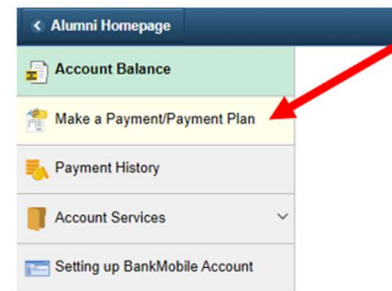 Alumni Homepage
Account Balance
Make a Payment/Payment Plan
Payment History
Account Services
Setting up BankMobile Account